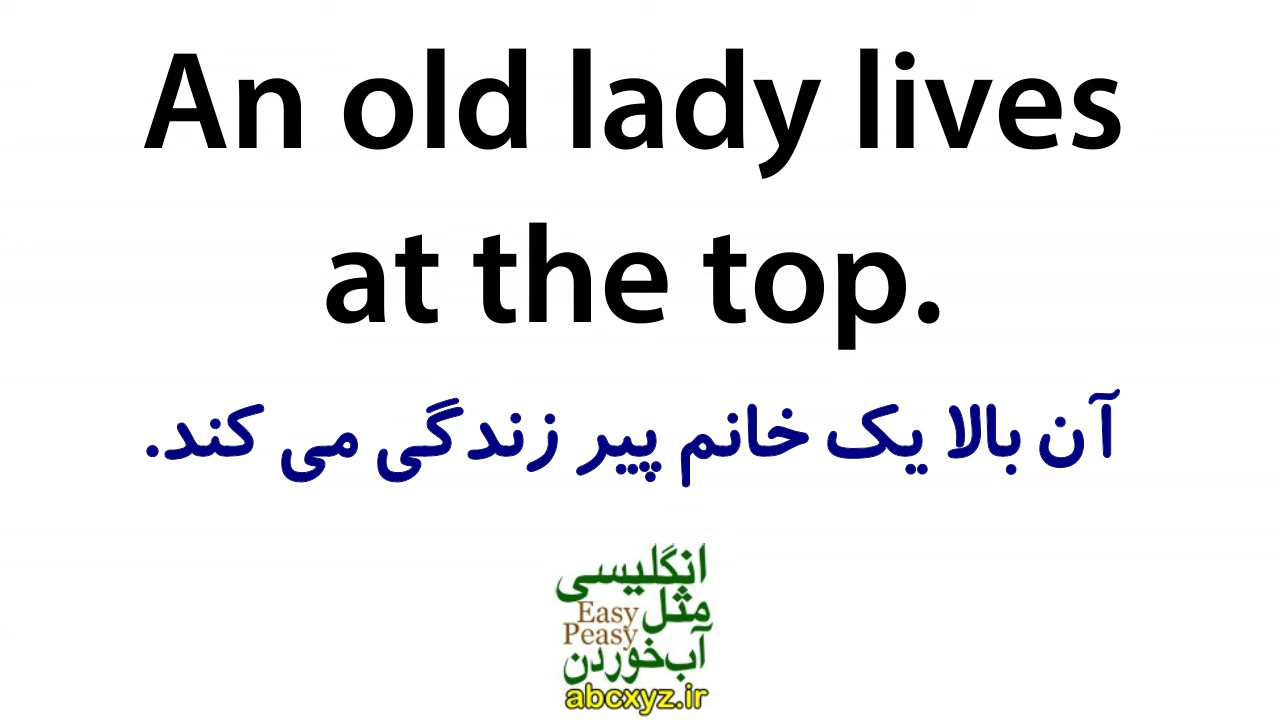 An old lady lives
at the top.
آن بالا یک خانم پیر زندگی می کند.
انگلیسی
مثل
Easy
Peasy
آب‌خوردن
abcxyz.ir